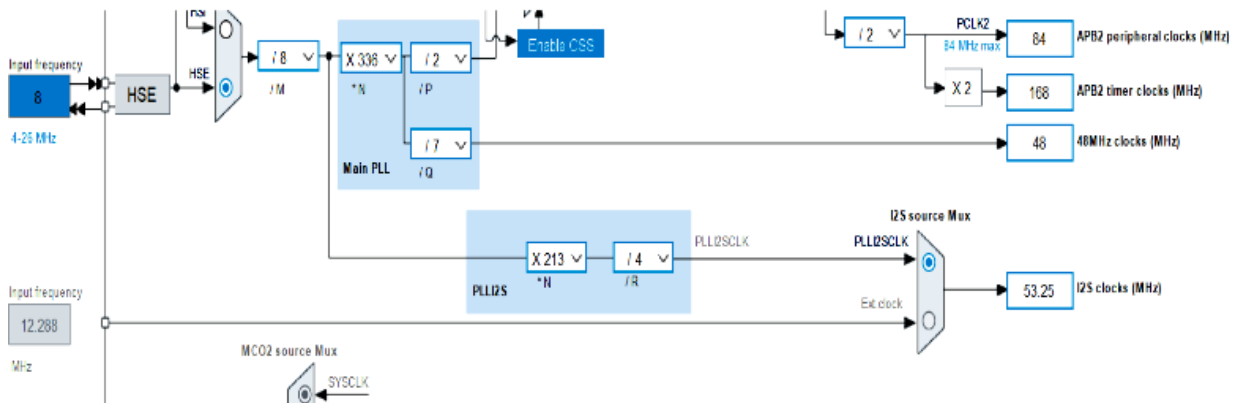 HSI
Input frequency
8
4-26 MHz
HSE
HSE
/ 8
/ M
X 336
* N
/ 2
/ P
/ 7
/ Q
Main PLL
Enable CSS
/ 2
PCLK2
84 MHz max
84
APB2 peripheral clocks (MHz)
X 2
168
APB2 timer clocks (MHz)
48
48MHz clocks (MHz)
PLLI2S
X 213
* N
/ 4
/ R
PLLI2SCLK
I2S source Mux
PLLI2SCLK
Ext.clock
53.25
I2S clocks (MHz)
Input frequency
12.288
MHz
MCO2 source Mux
SYSCLK